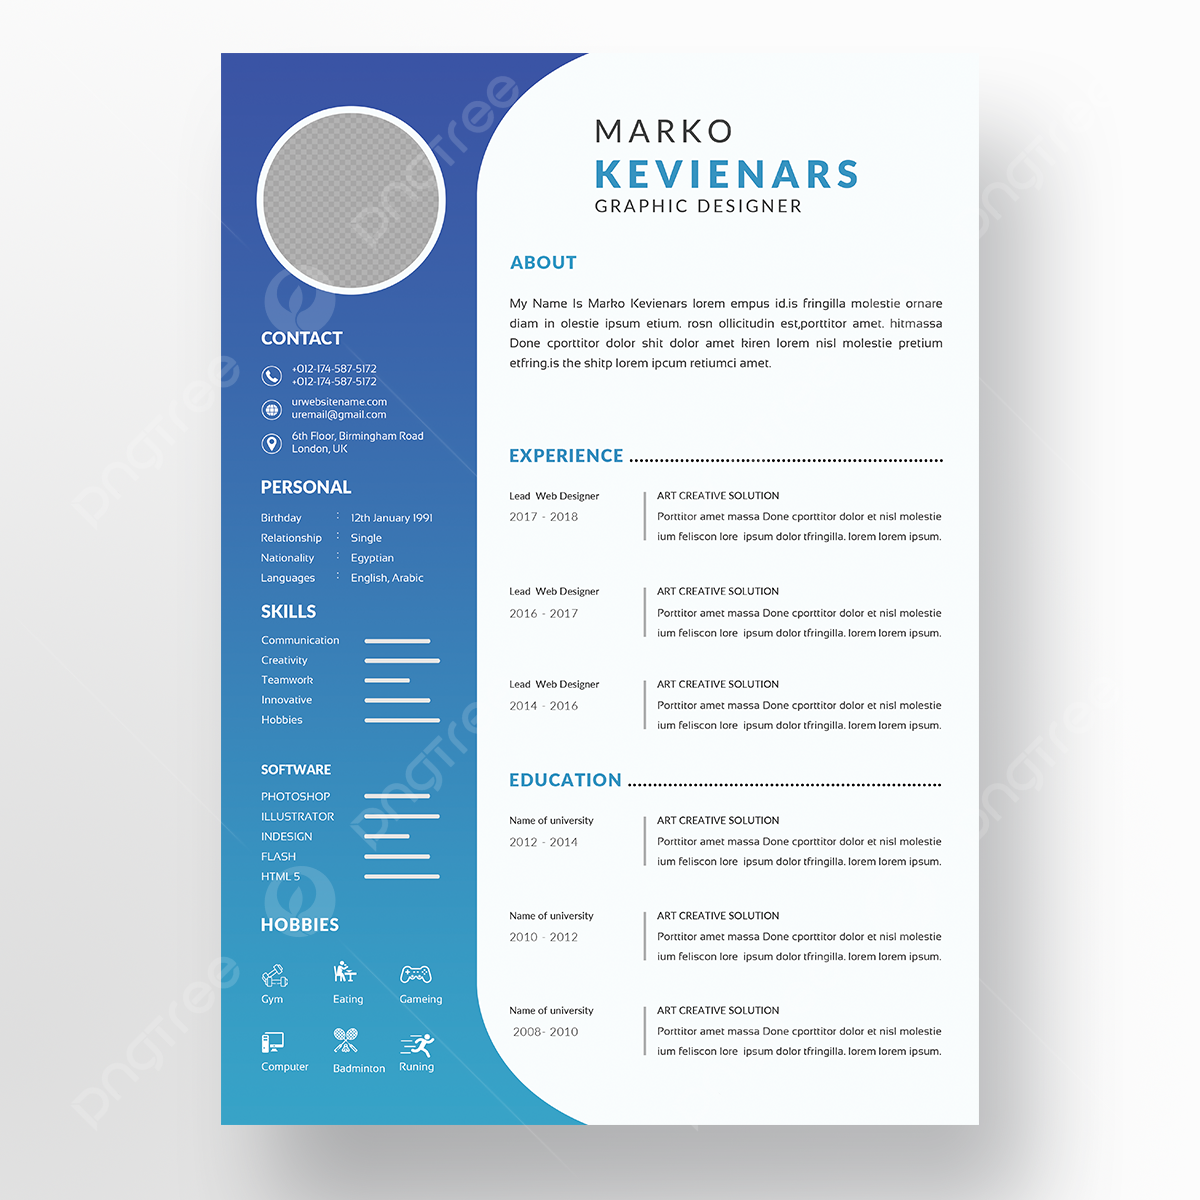 MARKO
KEVIENARS
GRAPHIC DESIGNER
CONTACT
+012-174-587-5172
+012-174-587-5172
urwebsitename.com
uremail@gmail.com
6th Floor, Birmingham Road
London, UK
PERSONAL
Birthday : 12th January 1991
Relationship : Single
Nationality : Egyptian
Languages : English, Arabic
SKILLS
Communication
Creativity
Teamwork
Innovative
Hobbies
SOFTWARE
PHOTOSHOP
ILLUSTRATOR
INDESIGN
FLASH
HTML 5
HOBBIES
Gym Eating Gameing
Computer Badminton Runing
ABOUT
My Name Is Marko Kevienars lorem empus id.is fringilla molestie ornare
diam in olestie ipsum etium. rosn ollicitudin est,porttitor amet. hitmassa
Done cporttitor dolor shit dolor amet kiren lorem nisl molestie pretium
etfring.is the shitp lorem ipcum retiumci amet.
EXPERIENCE
Lead Web Designer
2017 - 2018
ART CREATIVE SOLUTION
Porttitor amet massa Done cporttitor dolor et nisl molestie
ium feliscon lore ipsum dolor tfringilla. lorem lorem ipsum.
Lead Web Designer
2016 - 2017
ART CREATIVE SOLUTION
Porttitor amet massa Done cporttitor dolor et nisl molestie
ium feliscon lore ipsum dolor tfringilla. lorem lorem ipsum.
Lead Web Designer
2014 - 2016
ART CREATIVE SOLUTION
Porttitor amet massa Done cporttitor dolor et nisl molestie
ium feliscon lore ipsum dolor tfringilla. lorem lorem ipsum.
EDUCATION
Name of university
2012 - 2014
ART CREATIVE SOLUTION
Porttitor amet massa Done cporttitor dolor et nisl molestie
ium feliscon lore ipsum dolor tfringilla. lorem lorem ipsum.
Name of university
2010 - 2012
ART CREATIVE SOLUTION
Porttitor amet massa Done cporttitor dolor et nisl molestie
ium feliscon lore ipsum dolor tfringilla. lorem lorem ipsum.
Name of university
2008- 2010
ART CREATIVE SOLUTION
Porttitor amet massa Done cporttitor dolor et nisl molestie
ium feliscon lore ipsum dolor tfringilla. lorem lorem ipsum.
pngtree
pngtree
pngtree
pngtree
pngtree
pngtree